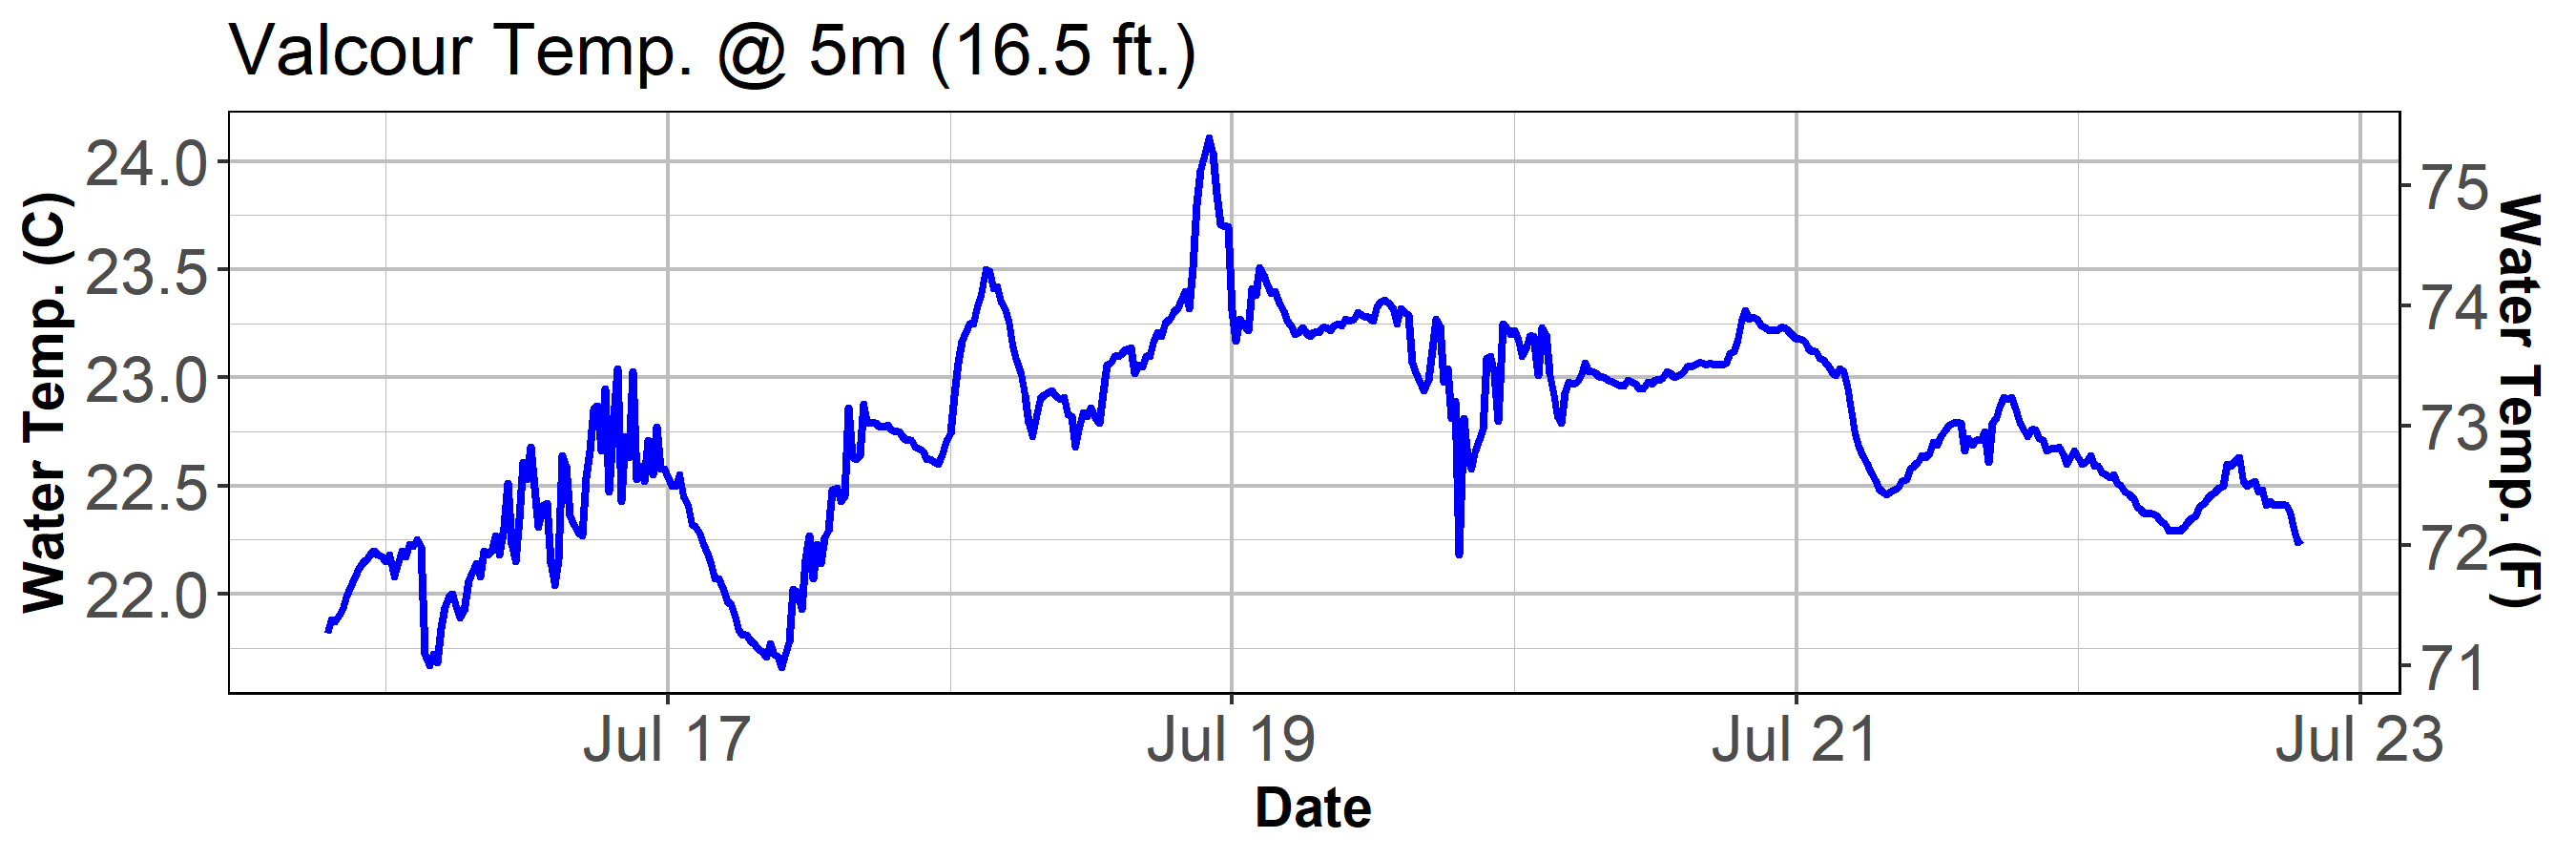 Valcour Temp. @ 5m (16.5 ft.)
Water Temp. (C)
24.0
23.5
23.0
22.5
22.0
75
74
73
72
71
Water Temp. (F)
Jul 17 Jul 19 Jul 21 Jul 23
Date